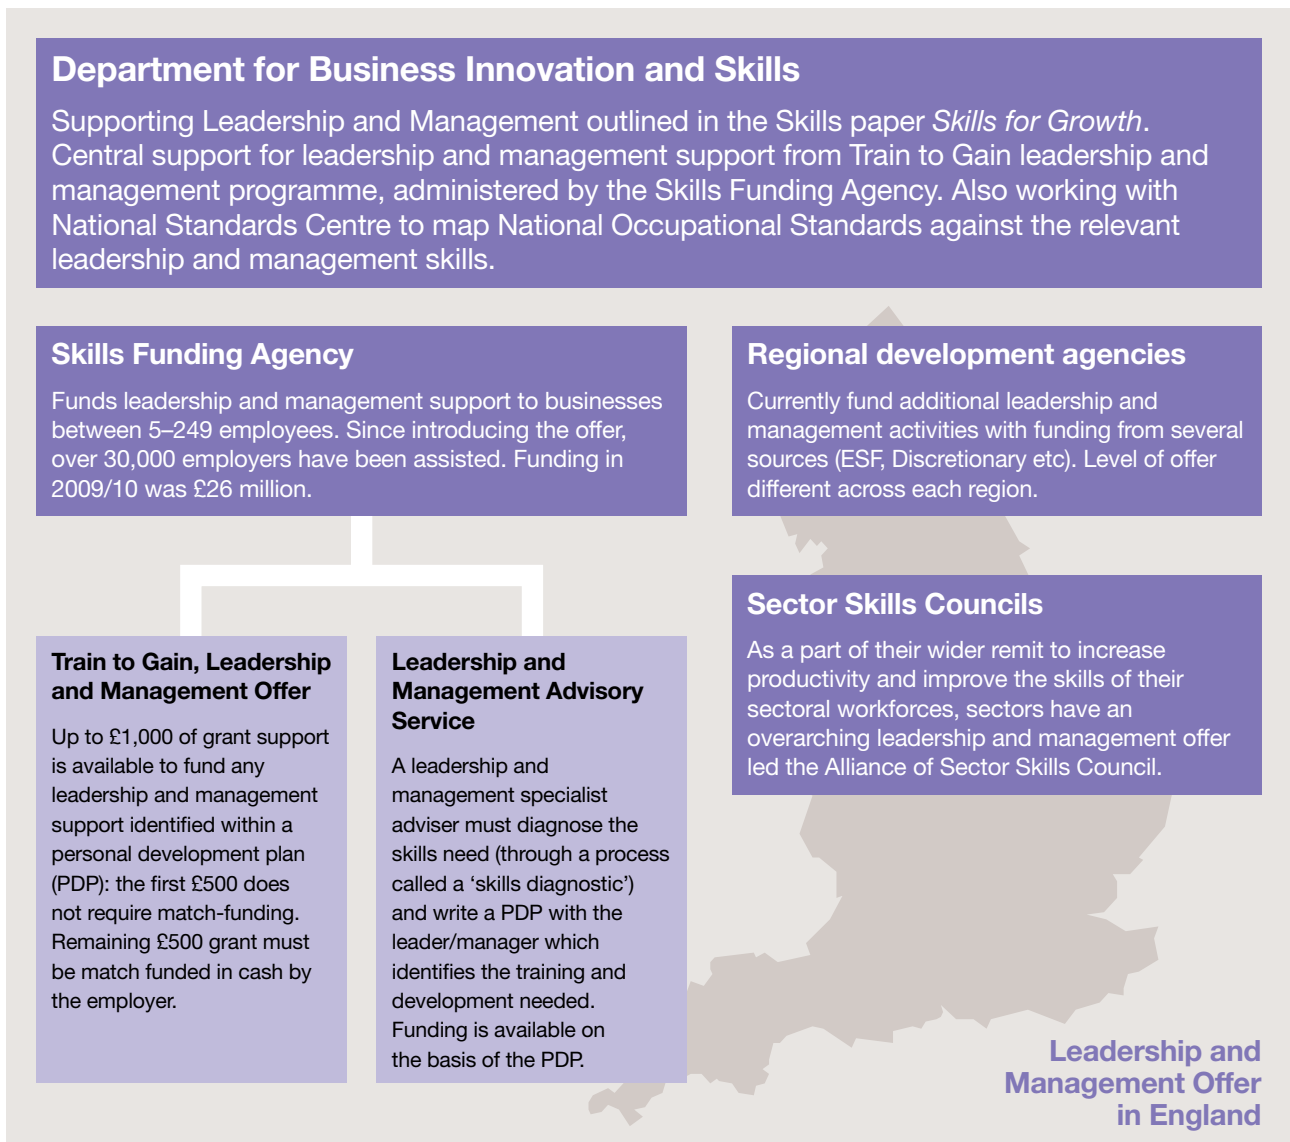 Department for Business Innovation and Skills
Supporting Leadership and Management outlined in the Skills paper Skills for Growth.
Central support for leadership and management support from Train to Gain leadership and
management programme, administered by the Skills Funding Agency. Also working with
National Standards Centre to map National Occupational Standards against the relevant
leadership and management skills.
Skills Funding Agency
Funds leadership and management support to businesses
between 5–249 employees. Since introducing the offer,
over 30,000 employers have been assisted. Funding in
2009/10 was £26 million.
Regional development agencies
Currently fund additional leadership and
management activities with funding from several
sources (ESF, Discretionary etc). Level of offer
different across each region.
Train to Gain, Leadership
and Management Offer
Up to £1,000 of grant support
is available to fund any
leadership and management
support identified within a
personal development plan
(PDP): the first £500 does
not require match-funding.
Remaining £500 grant must
be match funded in cash by
the employer.
Leadership and
Management Advisory
Service
A leadership and
management specialist
adviser must diagnose the
skills need (through a process
called a ‘skills diagnostic’)
and write a PDP with the
leader/manager which
identifies the training and
development needed.
Funding is available on
the basis of the PDP.
Sector Skills Councils
As a part of their wider remit to increase
productivity and improve the skills of their
sectoral workforces, sectors have an
overarching leadership and management offer
led the Alliance of Sector Skills Council.
Leadership and
Management Offer
in England